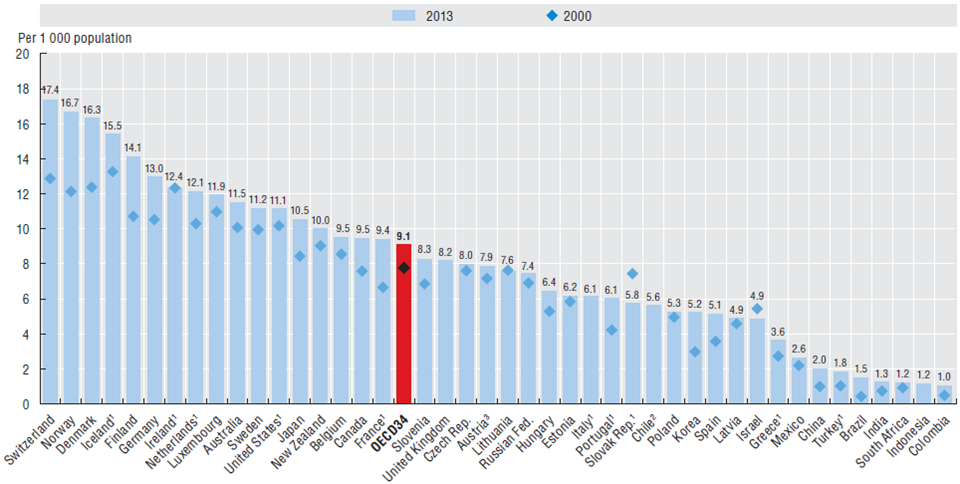 2013 2000
Per 1 000 population
20
18
16
14
12
10
8
6
4
2
0
17.4 16.7 16.3 15.5 14.1 13.0 12.4 12.1 11.9 11.5 11.2 11.1 10.5 10.0 9.5 9.5 9.4 9.1 8.3 8.2 8.0 7.9 7.6 7.4 6.4 6.2 6.1 6.1 5.8 5.6 5.3 5.2 5.1 4.9 4.9 3.6 2.6 2.0 1.8 1.5 1.3 1.2 1.2 1.0
Switzerland
Norway
Denmark
Iceland¹
Finland
Germany
Ireland¹
Netherlands¹
Luxembourg
Australia
Sweden
United States¹
Japan
New Zealand
Belgium
Canada
France¹
OECD34
Slovenia
United Kingdom
Czech Rep.
Austria³
Lithuania
Russian Fed.
Hungary
Estonia
Italy¹
Portugal¹
Slovak Rep.¹
Chile²
Poland
Korea
Spain
Latvia
Israel
Greece¹
Mexico
China
Turkey¹
Brazil
India
South Africa
Indonesia
Colombia